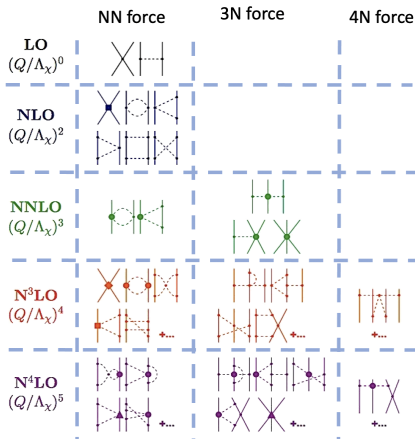 NN force 3N force 4N force
LO
(Q/Λχ)⁰
NLO
(Q/Λχ)²
NNLO
(Q/Λχ)³
N³LO
(Q/Λχ)⁴
+... +... +...
N⁴LO
(Q/Λχ)⁵
+... +... +...